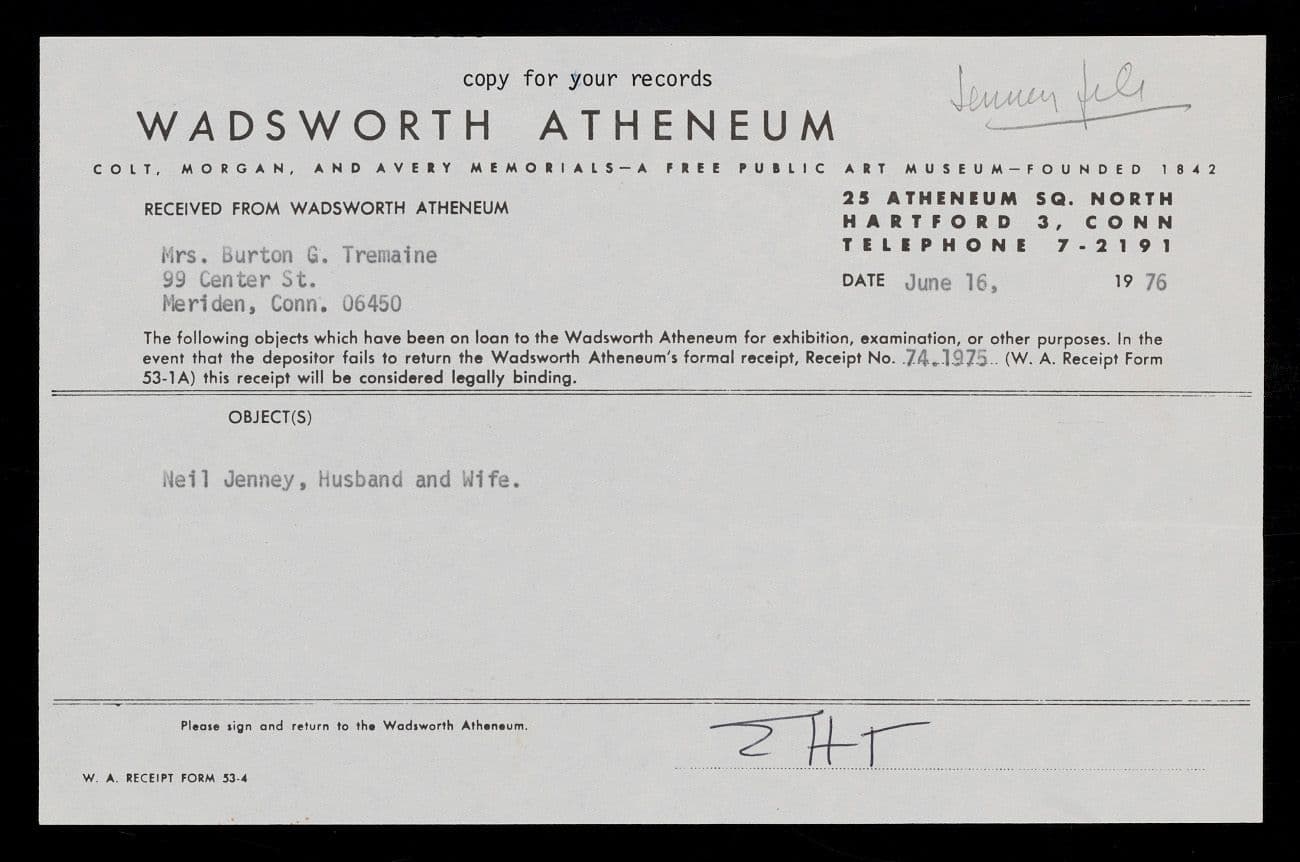 copy for your records
Jenney file
WADSWORTH ATHENEUM
COLT, MORGAN, AND AVERY MEMORIALS—A FREE PUBLIC ART MUSEUM—FOUNDED 1842
RECEIVED FROM WADSWORTH ATHENEUM
25 ATHENEUM SQ. NORTH
HARTFORD 3, CONN
TELEPHONE 7-2191
Mrs. Burton G. Tremaine
99 Center St.
Meriden, Conn. 06450
DATE June 16, 1976
The following objects which have been on loan to the Wadsworth Atheneum for exhibition, examination, or other purposes. In the
event that the depositor fails to return the Wadsworth Atheneum's formal receipt, Receipt No. 74.1975 (W. A. Receipt Form
53-1A) this receipt will be considered legally binding.
OBJECT(S)
Neil Jenney, Husband and Wife.
Please sign and return to the Wadsworth Atheneum.
EHT
W. A. RECEIPT FORM 53-4